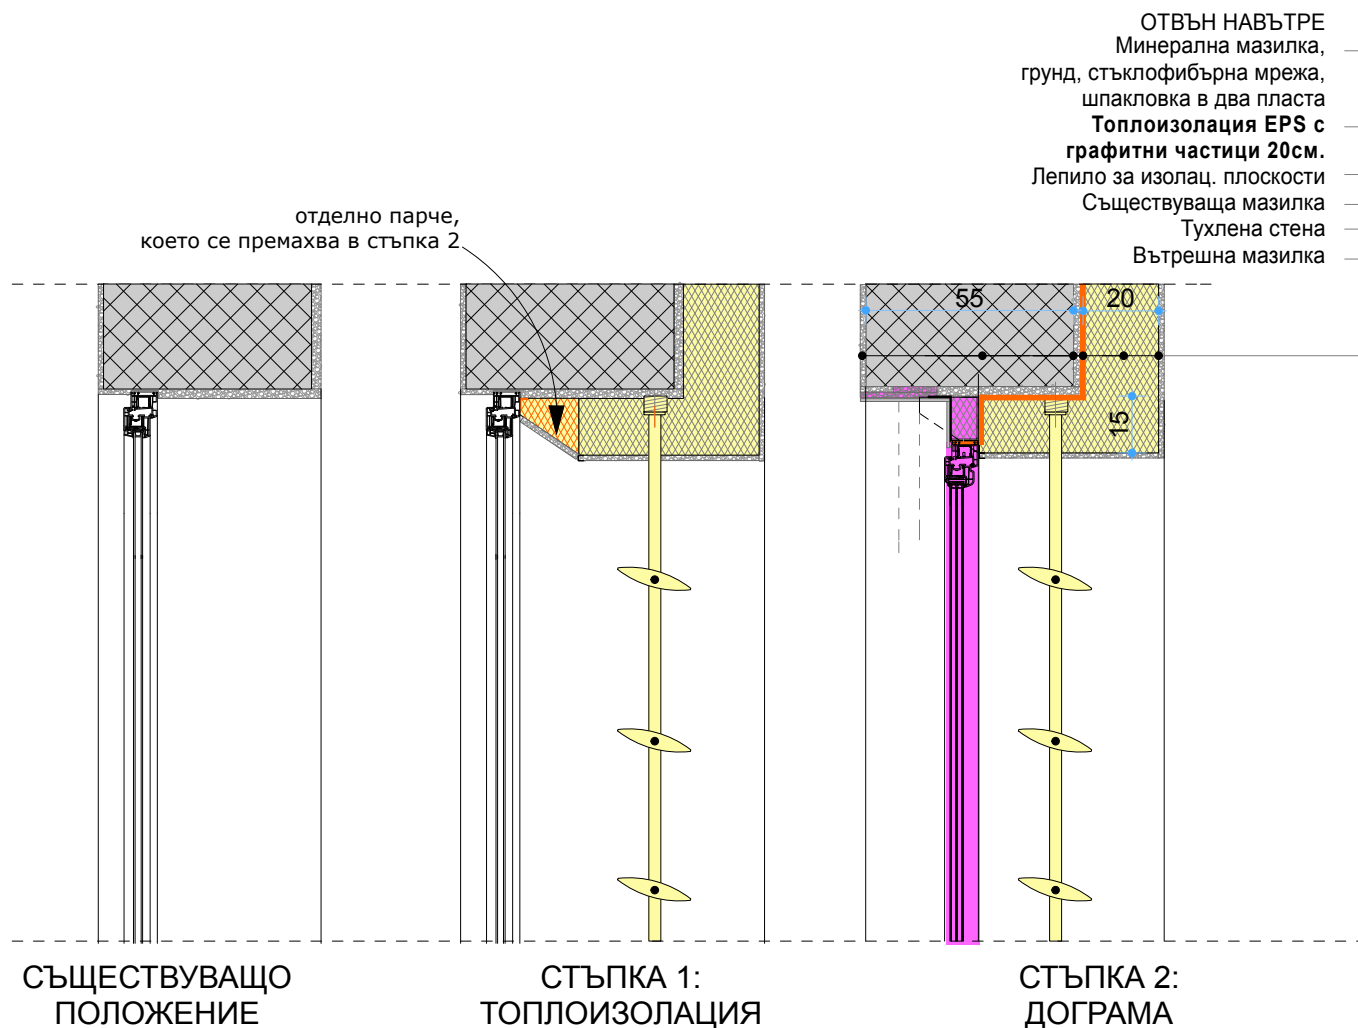 ОТВЪН НАВЪТРЕ
Минерална мазилка,
грунд, стъклофибърна мрежа,
шпакловка в два пласта
Топлоизолация EPS с
графитни частици 20см.
Лепило за изолац. плоскости
Съществуваща мазилка
Тухлена стена
Вътрешна мазилка
отделно парче,
което се премахва в стъпка 2
55
20
15
СЪЩЕСТВУВАЩО
ПОЛОЖЕНИЕ
СТЪПКА 1:
ТОПЛОИЗОЛАЦИЯ
СТЪПКА 2:
ДОГРАМА